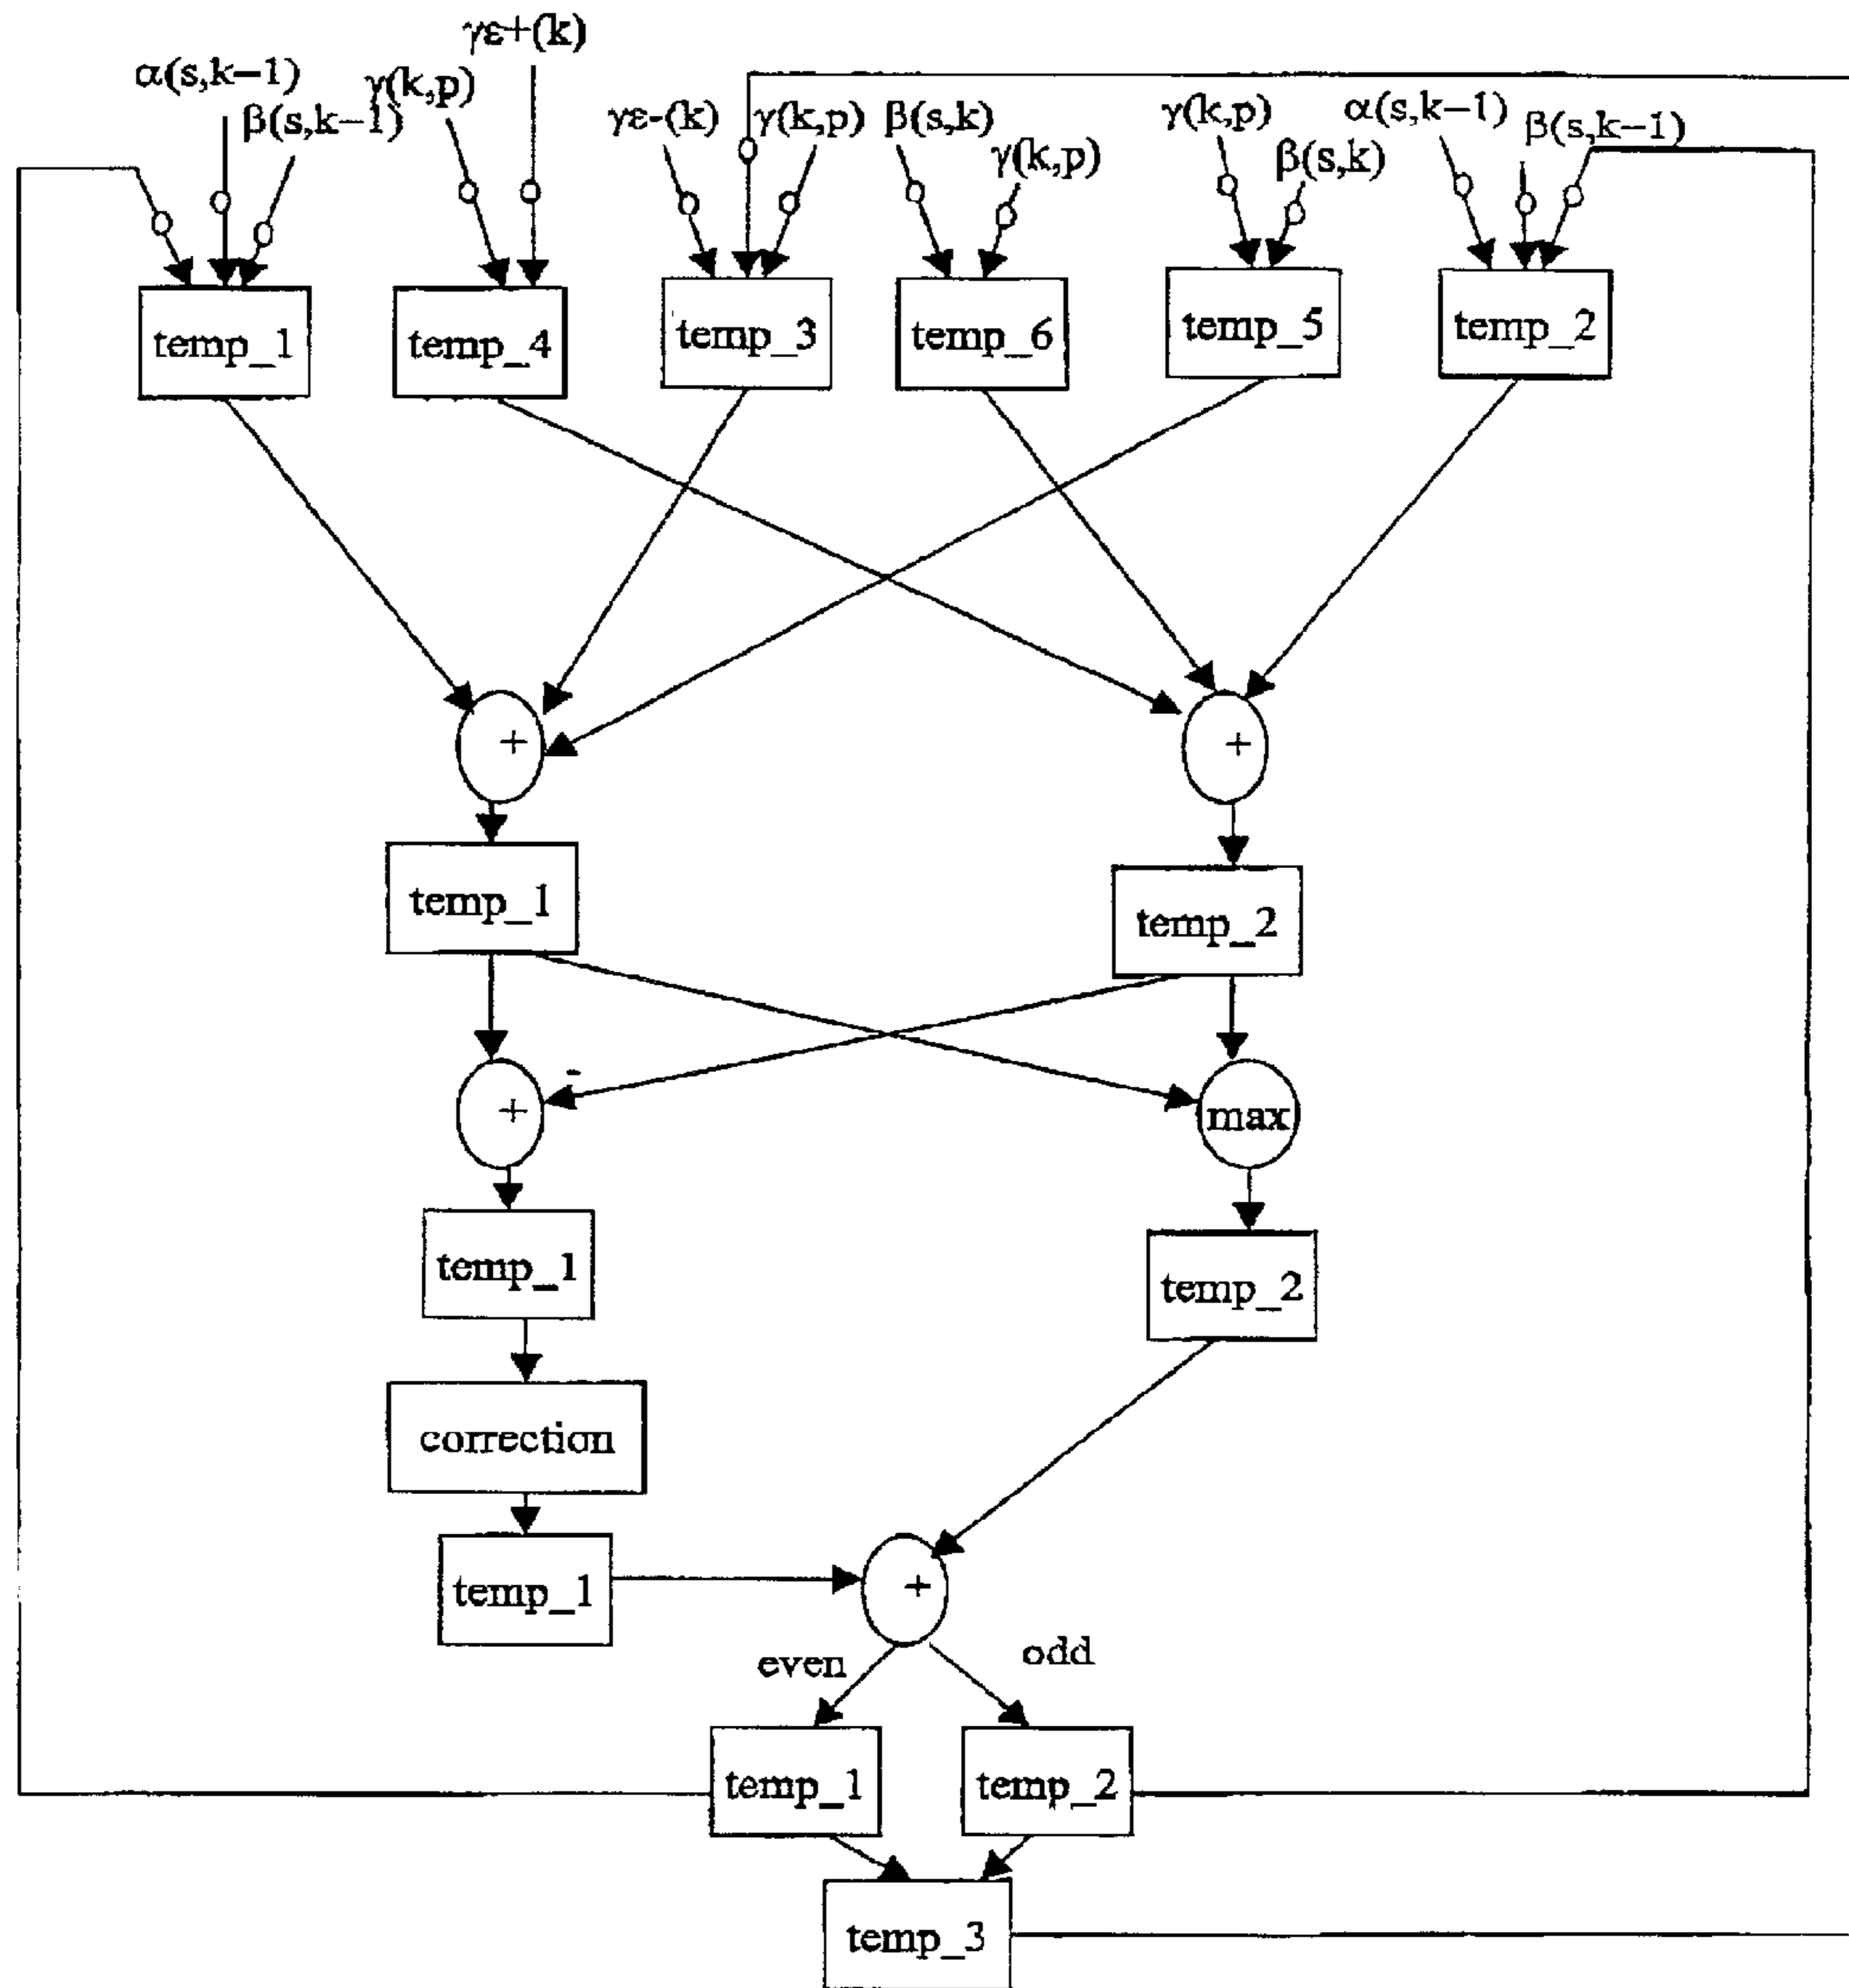 γε+(k)
α(s,k−1)
γ(k,p)
β(s,k−1)
γε-(k)
γ(k,p)
β(s,k)
γ(k,p)
γ(k,p)
β(s,k)
α(s,k−1)
β(s,k−1)
temp_1
temp_4
temp_3
temp_6
temp_5
temp_2
+
+
temp_1
temp_2
-
+
max
temp_1
temp_2
correction
temp_1
+
even
odd
temp_1
temp_2
temp_3